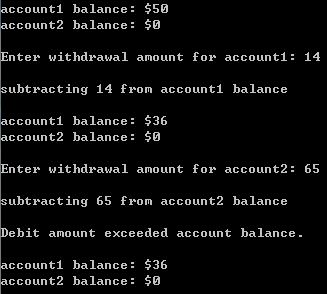 account1 balance: $50
account2 balance: $0
Enter withdrawal amount for account1: 14
subtracting 14 from account1 balance
account1 balance: $36
account2 balance: $0
Enter withdrawal amount for account2: 65
subtracting 65 from account2 balance
Debit amount exceeded account balance.
account1 balance: $36
account2 balance: $0